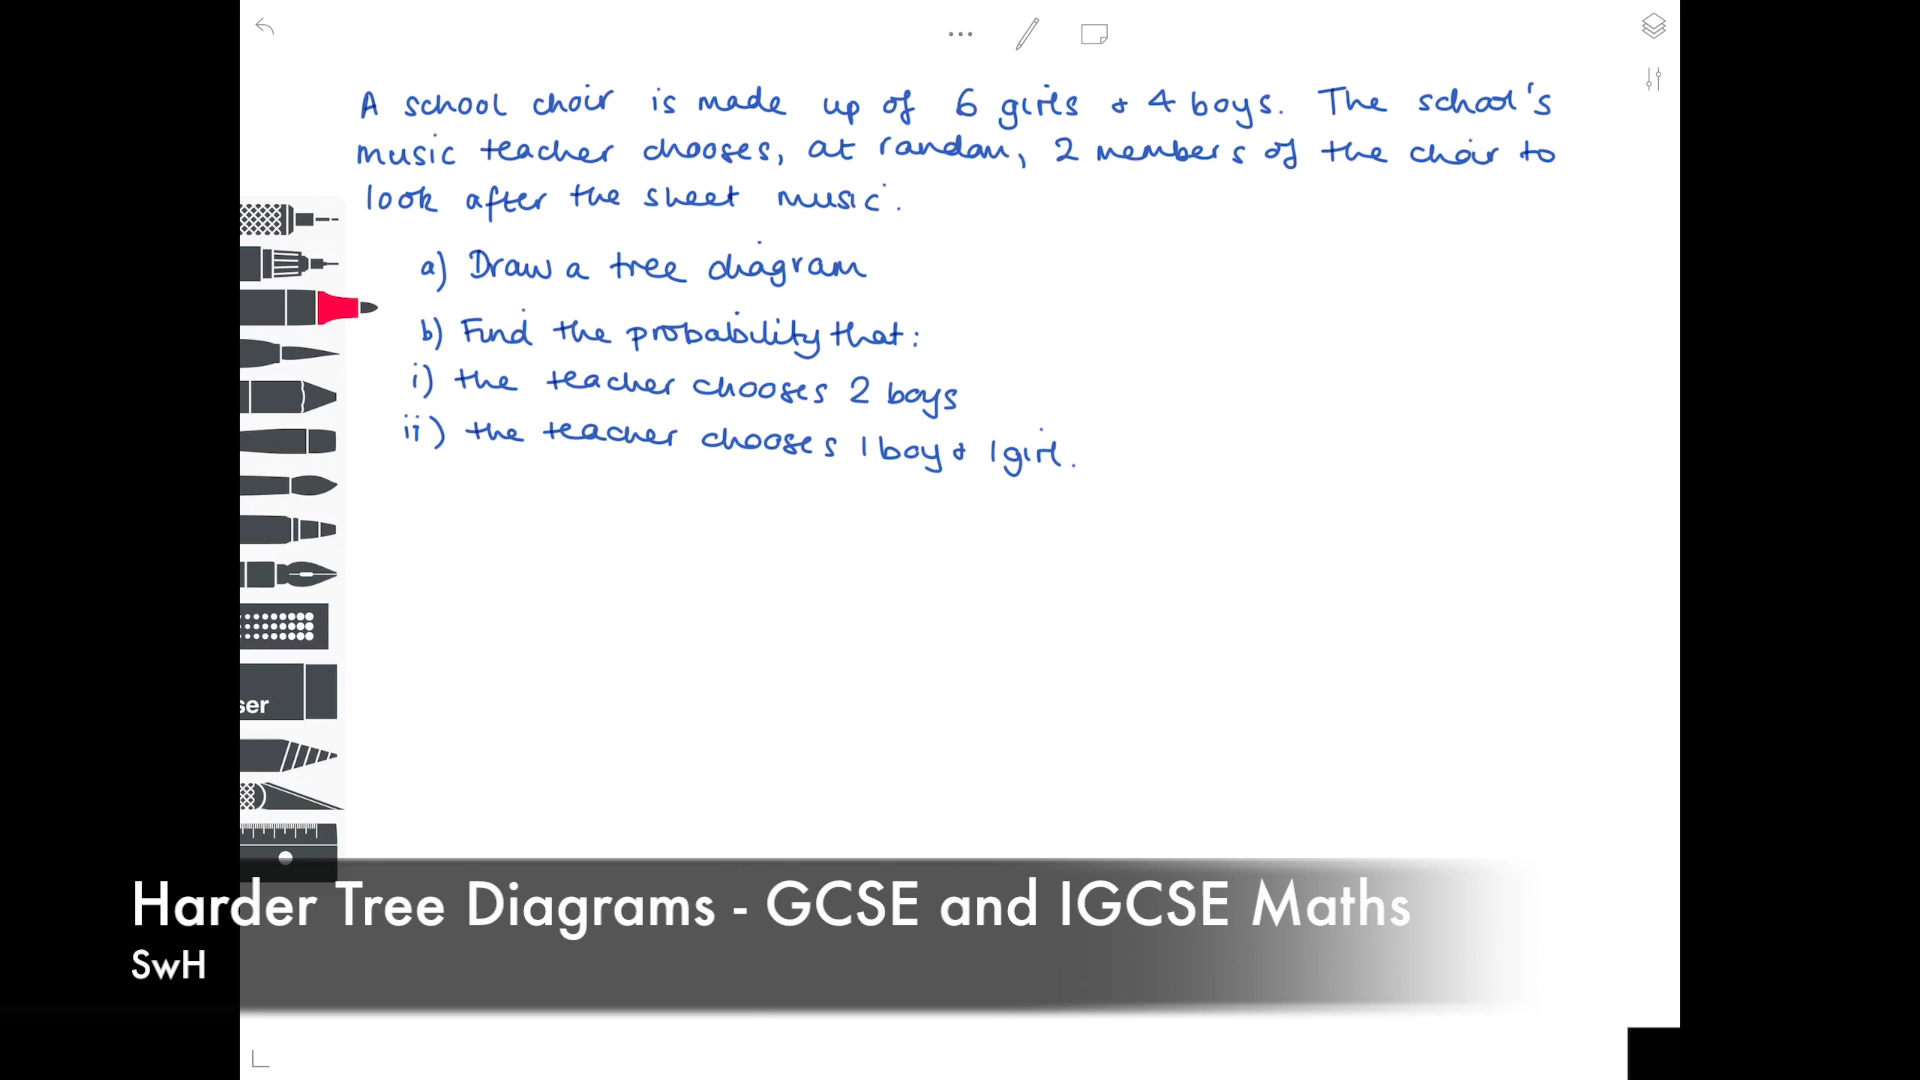 A school choir is made up of 6 girls & 4 boys. The school's
music teacher chooses, at random, 2 members of the choir to
look after the sheet music.
a) Draw a tree diagram
b) Find the probability that:
i) the teacher chooses 2 boys
ii) the teacher chooses 1 boy & 1 girl.
ser
Harder Tree Diagrams - GCSE and IGCSE Maths
SwH